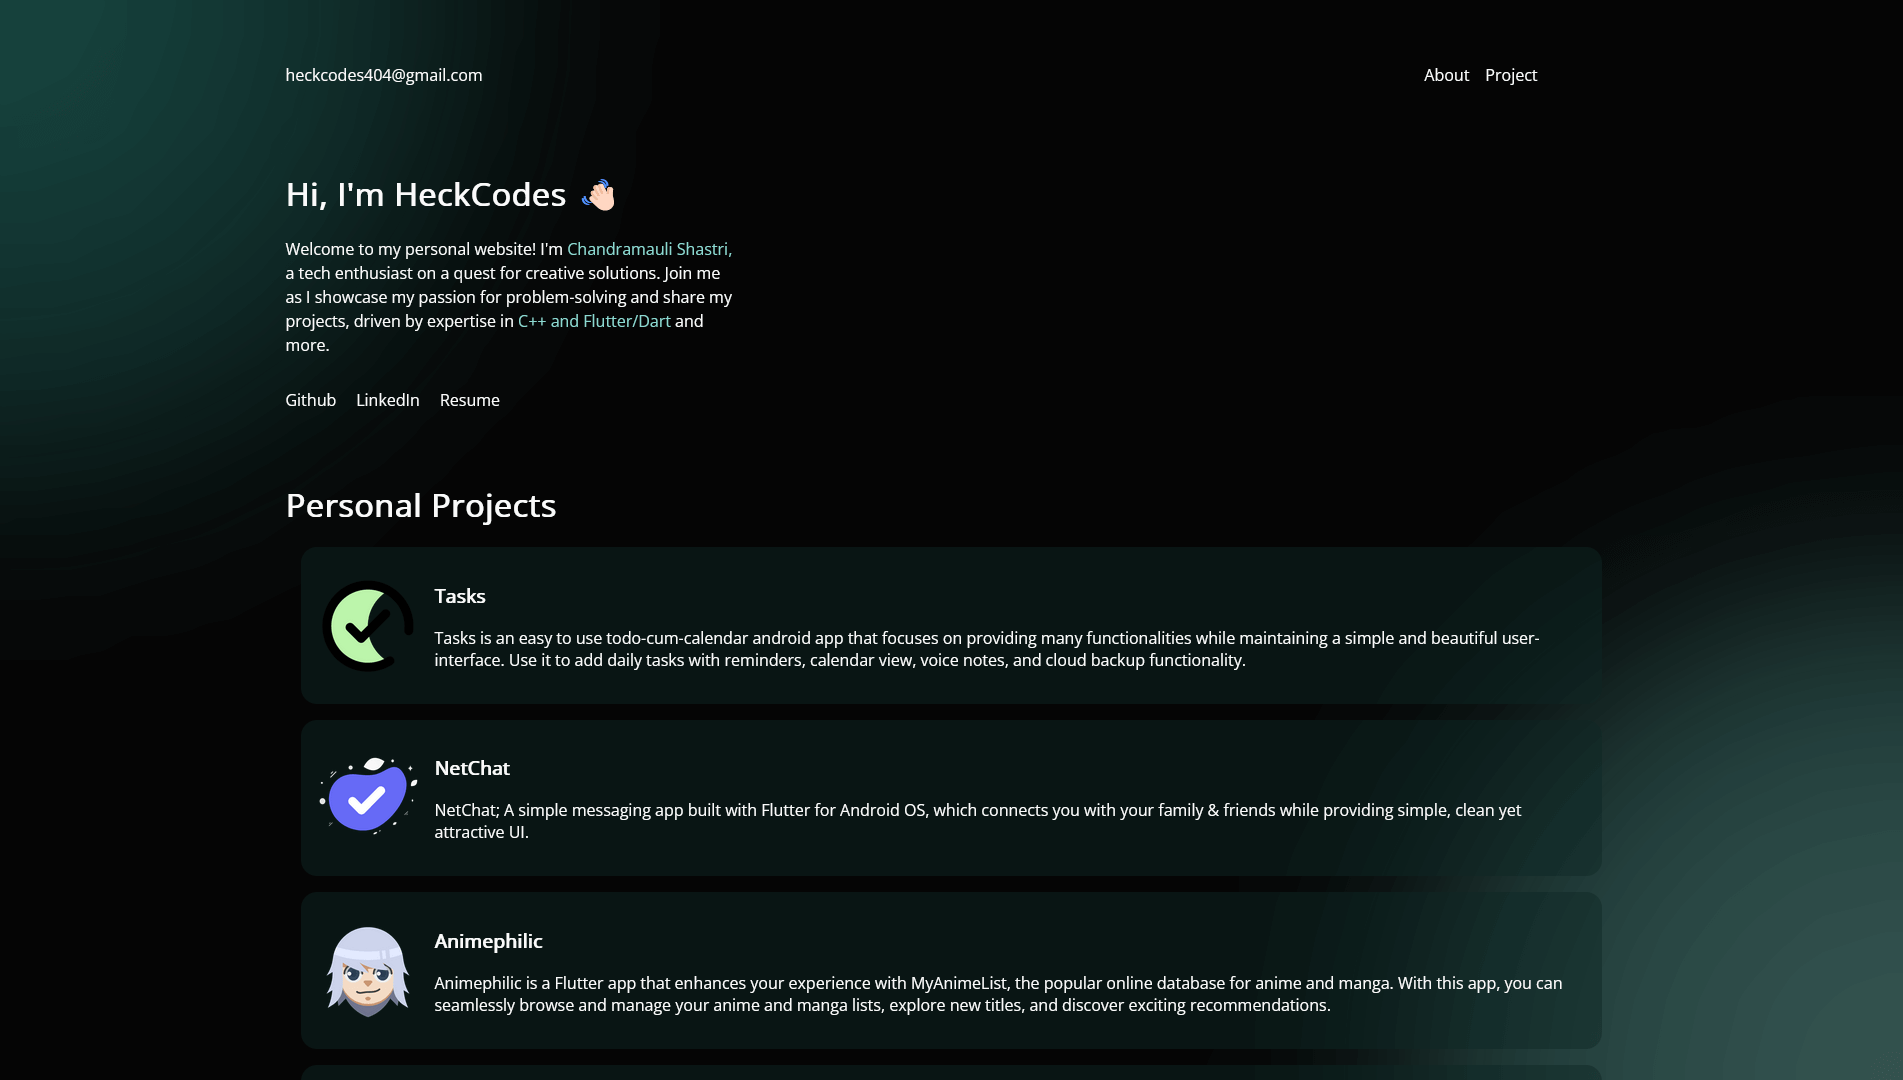 heckcodes404@gmail.com
About Project
Hi, I'm HeckCodes
Welcome to my personal website! I'm Chandramauli Shastri,
a tech enthusiast on a quest for creative solutions. Join me
as I showcase my passion for problem-solving and share my
projects, driven by expertise in C++ and Flutter/Dart and
more.
Github LinkedIn Resume
Personal Projects
Tasks
Tasks is an easy to use todo-cum-calendar android app that focuses on providing many functionalities while maintaining a simple and beautiful user-
interface. Use it to add daily tasks with reminders, calendar view, voice notes, and cloud backup functionality.
NetChat
NetChat; A simple messaging app built with Flutter for Android OS, which connects you with your family & friends while providing simple, clean yet
attractive UI.
Animephilic
Animephilic is a Flutter app that enhances your experience with MyAnimeList, the popular online database for anime and manga. With this app, you can
seamlessly browse and manage your anime and manga lists, explore new titles, and discover exciting recommendations.